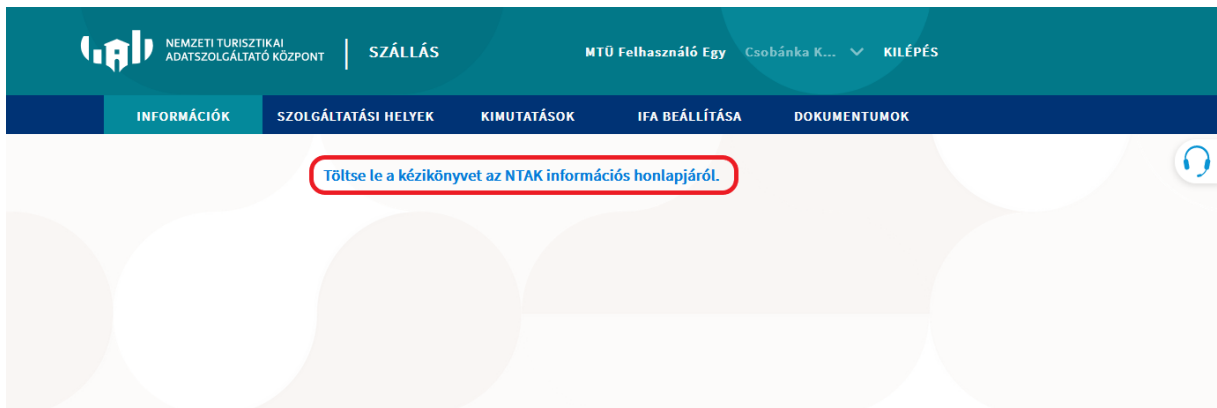 NEMZETI TURISZTIKAI
ADATSZOLGÁLTATÓ KÖZPONT
SZÁLLÁS
MTÜ Felhasználó Egy Csobánka K... KILÉPÉS
INFORMÁCIÓK SZOLGÁLTATÁSI HELYEK KIMUTATÁSOK IFA BEÁLLÍTÁSA DOKUMENTUMOK
Töltse le a kézikönyvet az NTAK információs honlapjáról.